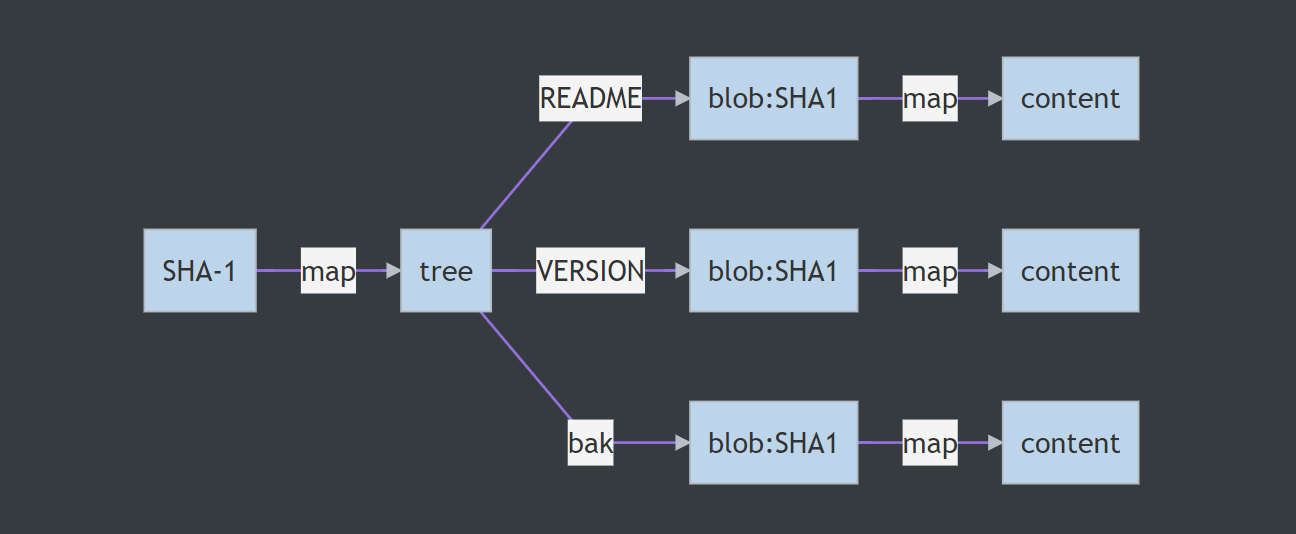 README
blob:SHA1
map
content
SHA-1
map
tree
VERSION
blob:SHA1
map
content
bak
blob:SHA1
map
content